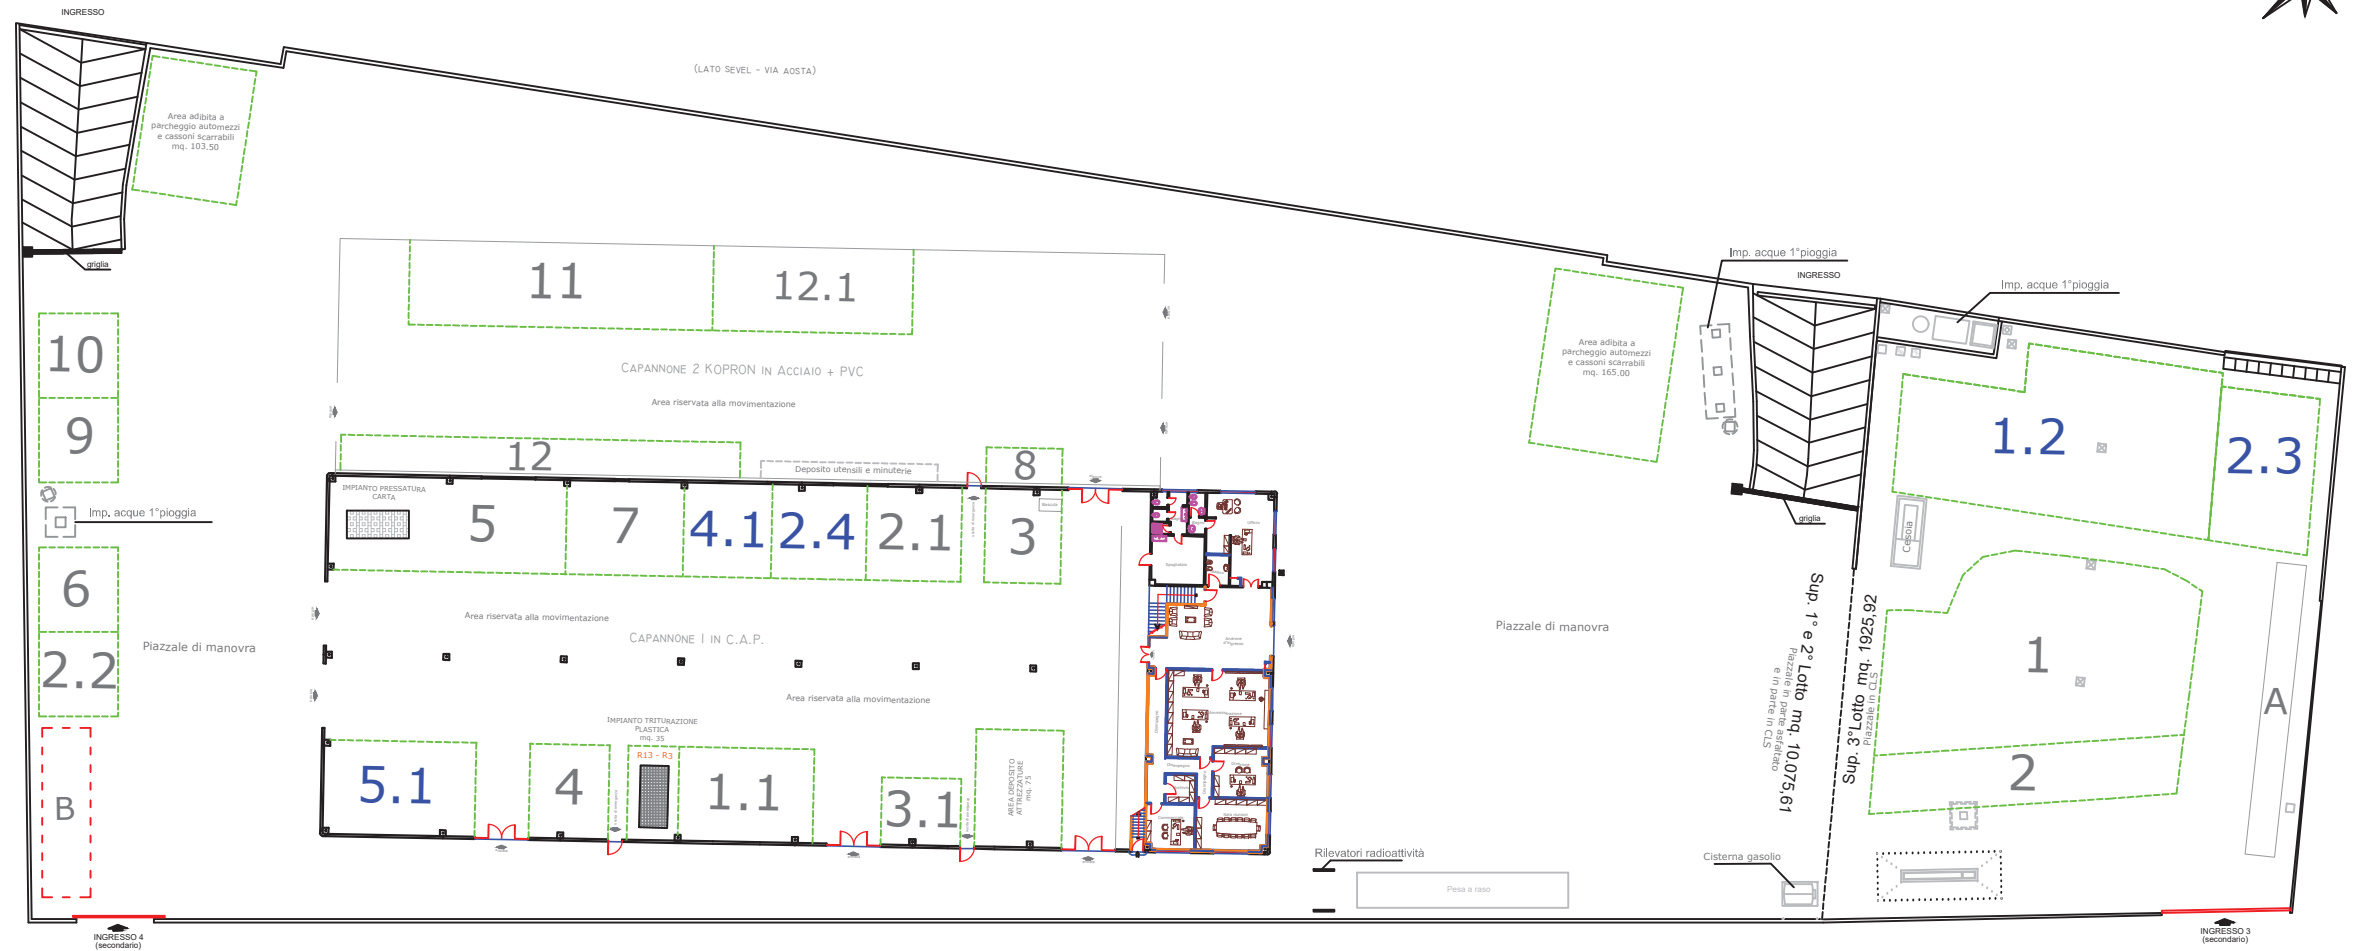 INGRESSO
(LATO SEVEL - VIA AOSTA)
Area adibita a
parcheggio automezzi
e cassoni scarrabili
mq. 103.50
griglia
11
12.1
CAPANNONE 2 KOPRON IN ACCIAIO + PVC
Area riservata alla movimentazione
12
Deposito utensili e minuterie
8
10
9
Imp. acque 1°pioggia
6
2.2
Piazzale di manovra
B
INGRESSO 4
(secondario)
IMPIANTO PRESSATURA
CARTA
5
7
4.1
2.4
2.1
3
Area riservata alla movimentazione
CAPANNONE 1 IN C.A.P.
Area riservata alla movimentazione
IMPIANTO TRITURAZIONE
PLASTICA
mq. 35
R13 - R3
5.1
4
1.1
3.1
AREA DEPOSITO
ATTREZZATURE
mq. 75
Area adibita a
parcheggio automezzi
e cassoni scarrabili
mq. 165.00
Imp. acque 1°pioggia
INGRESSO
Imp. acque 1°pioggia
griglia
1.2
2.3
Cesoia
Piazzale di manovra
Sup. 1° e 2° Lotto mq. 10.075,61
Piazzale in parte asfaltato
e in parte in CLS
Sup. 3°Lotto mq. 1925,92
Piazzale in CLS
1
2
A
Rilevatori radioattività
Pesa a raso
Cisterna gasolio
INGRESSO 3
(secondario)